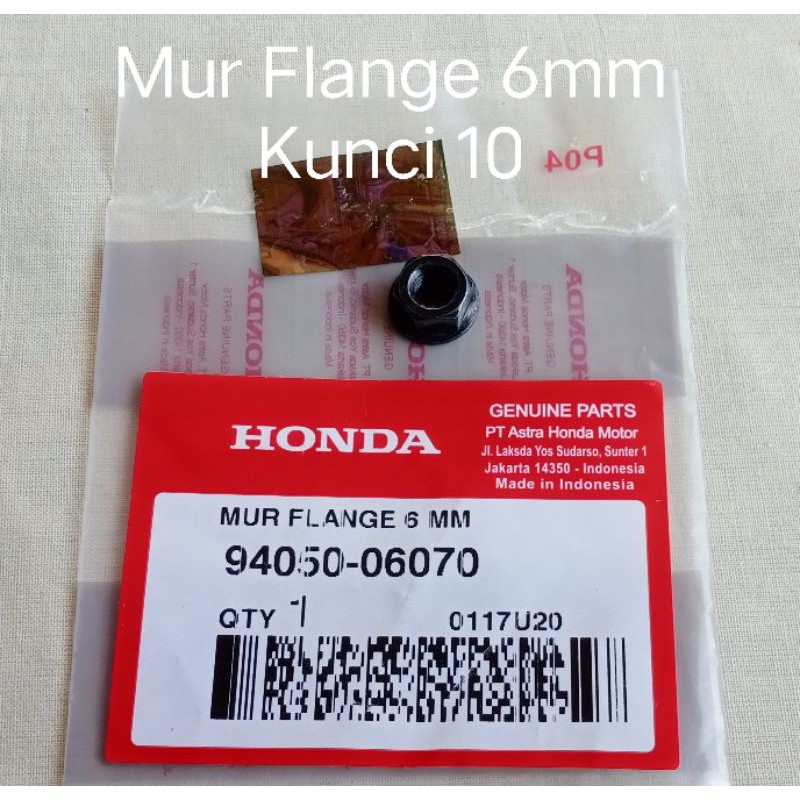 Mur Flange 6mm
Kunci 10
P04
HONDA
GENUINE PARTS
PT Astra Honda Motor
Jl. Laksda Yos Sudarso, Sunter 1
Jakarta 14350 - Indonesia
Made in Indonesia
MUR FLANGE 6 MM
94050-06070
QTY 1
0117U20